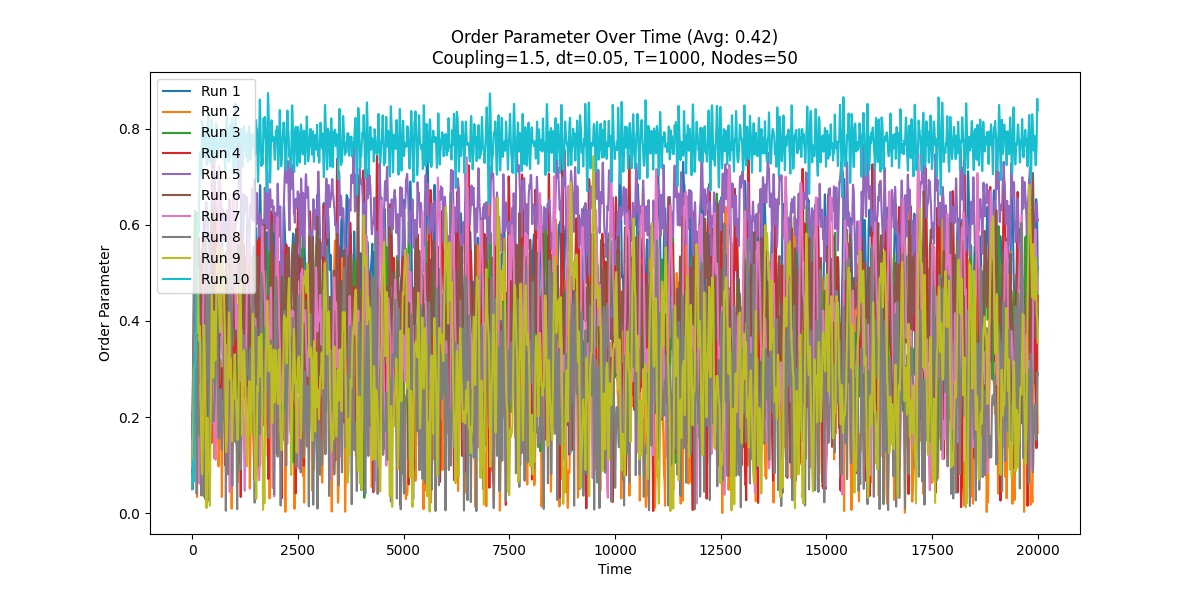 Order Parameter Over Time (Avg: 0.42)
Coupling=1.5, dt=0.05, T=1000, Nodes=50
Run 1
Run 2
Run 3
Run 4
Run 5
Run 6
Run 7
Run 8
Run 9
Run 10
Order Parameter
0.8
0.6
0.4
0.2
0.0
0
2500
5000
7500
10000
12500
15000
17500
20000
Time